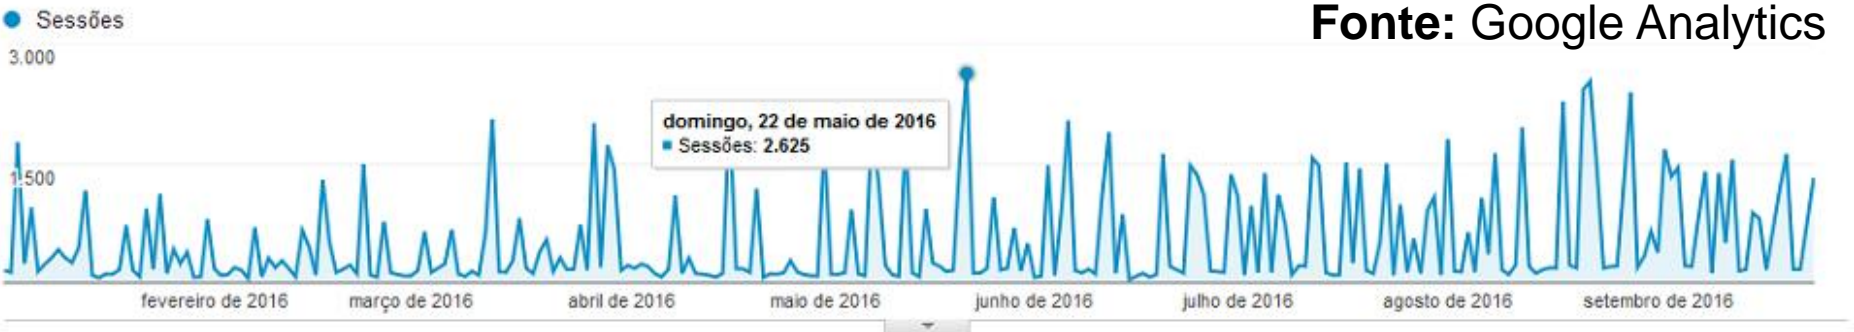 Sessões
Fonte: Google Analytics
3.000
domingo, 22 de maio de 2016
Sessões: 2.625
1.500
fevereiro de 2016
março de 2016
abril de 2016
maio de 2016
junho de 2016
julho de 2016
agosto de 2016
setembro de 2016